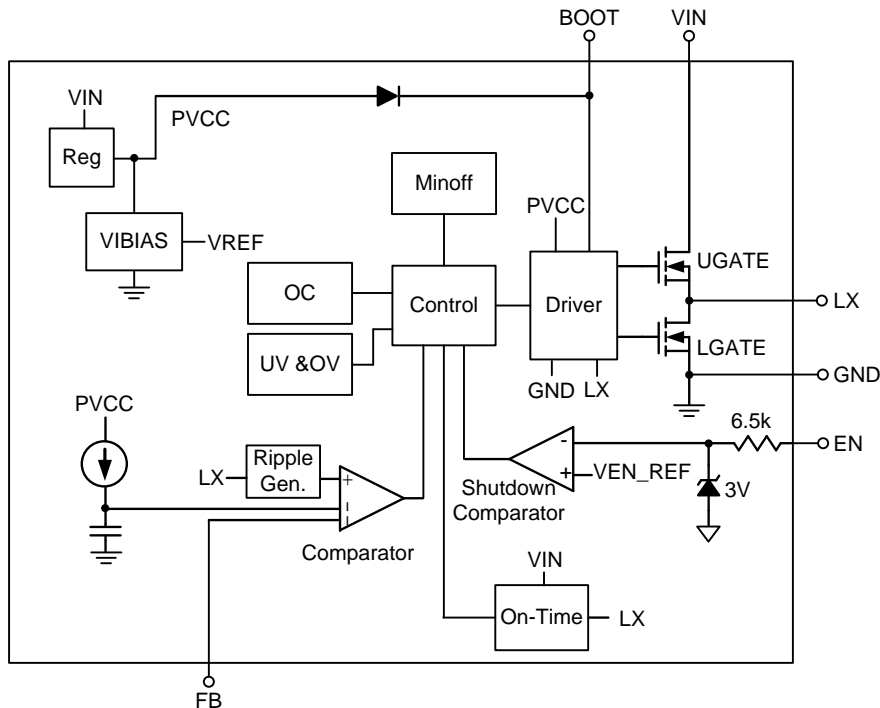 BOOT
VIN
VIN
PVCC
Reg
Minoff
PVCC
VIBIAS
VREF
UGATE
OC
Control
Driver
LX
UV &OV
LGATE
GND
GND
LX
PVCC
6.5k
EN
-
+
VEN_REF
3V
Shutdown
Comparator
LX
Ripple
Gen.
+
-
-
Comparator
VIN
On-Time
LX
FB